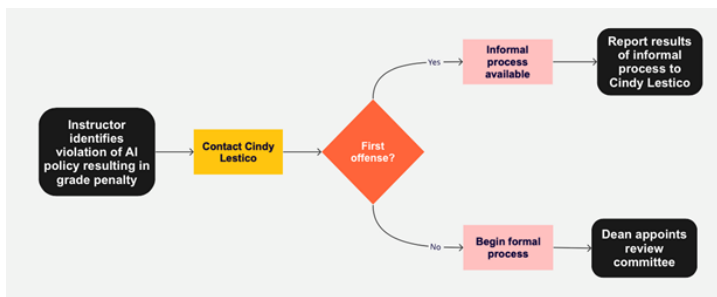 Instructor
identifies
violation of AI
policy resulting in
grade penalty
Contact Cindy
Lestico
First
offense?
Yes
Informal
process
available
Report results
of informal
process to
Cindy Lestico
No
Begin formal
process
Dean appoints
review
committee